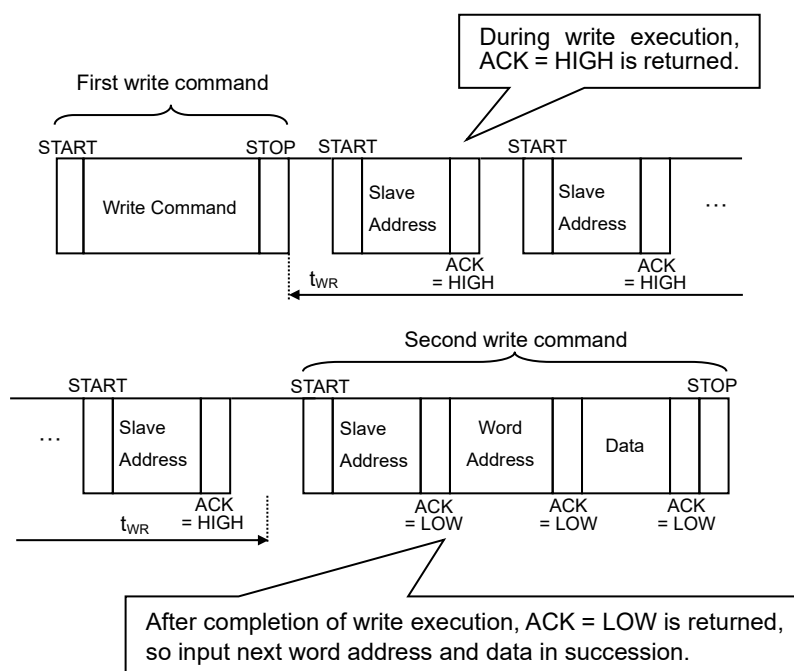 During write execution,
ACK = HIGH is returned.
First write command
START STOP START START
Write Command
Slave
Address
Slave
Address
…
ACK
= HIGH
ACK
= HIGH
tWR
Second write command
START START STOP
…
Slave
Address
Slave
Address
Word
Address
Data
ACK
= HIGH
ACK
= LOW
ACK
= LOW
ACK
= LOW
tWR
After completion of write execution, ACK = LOW is returned,
so input next word address and data in succession.